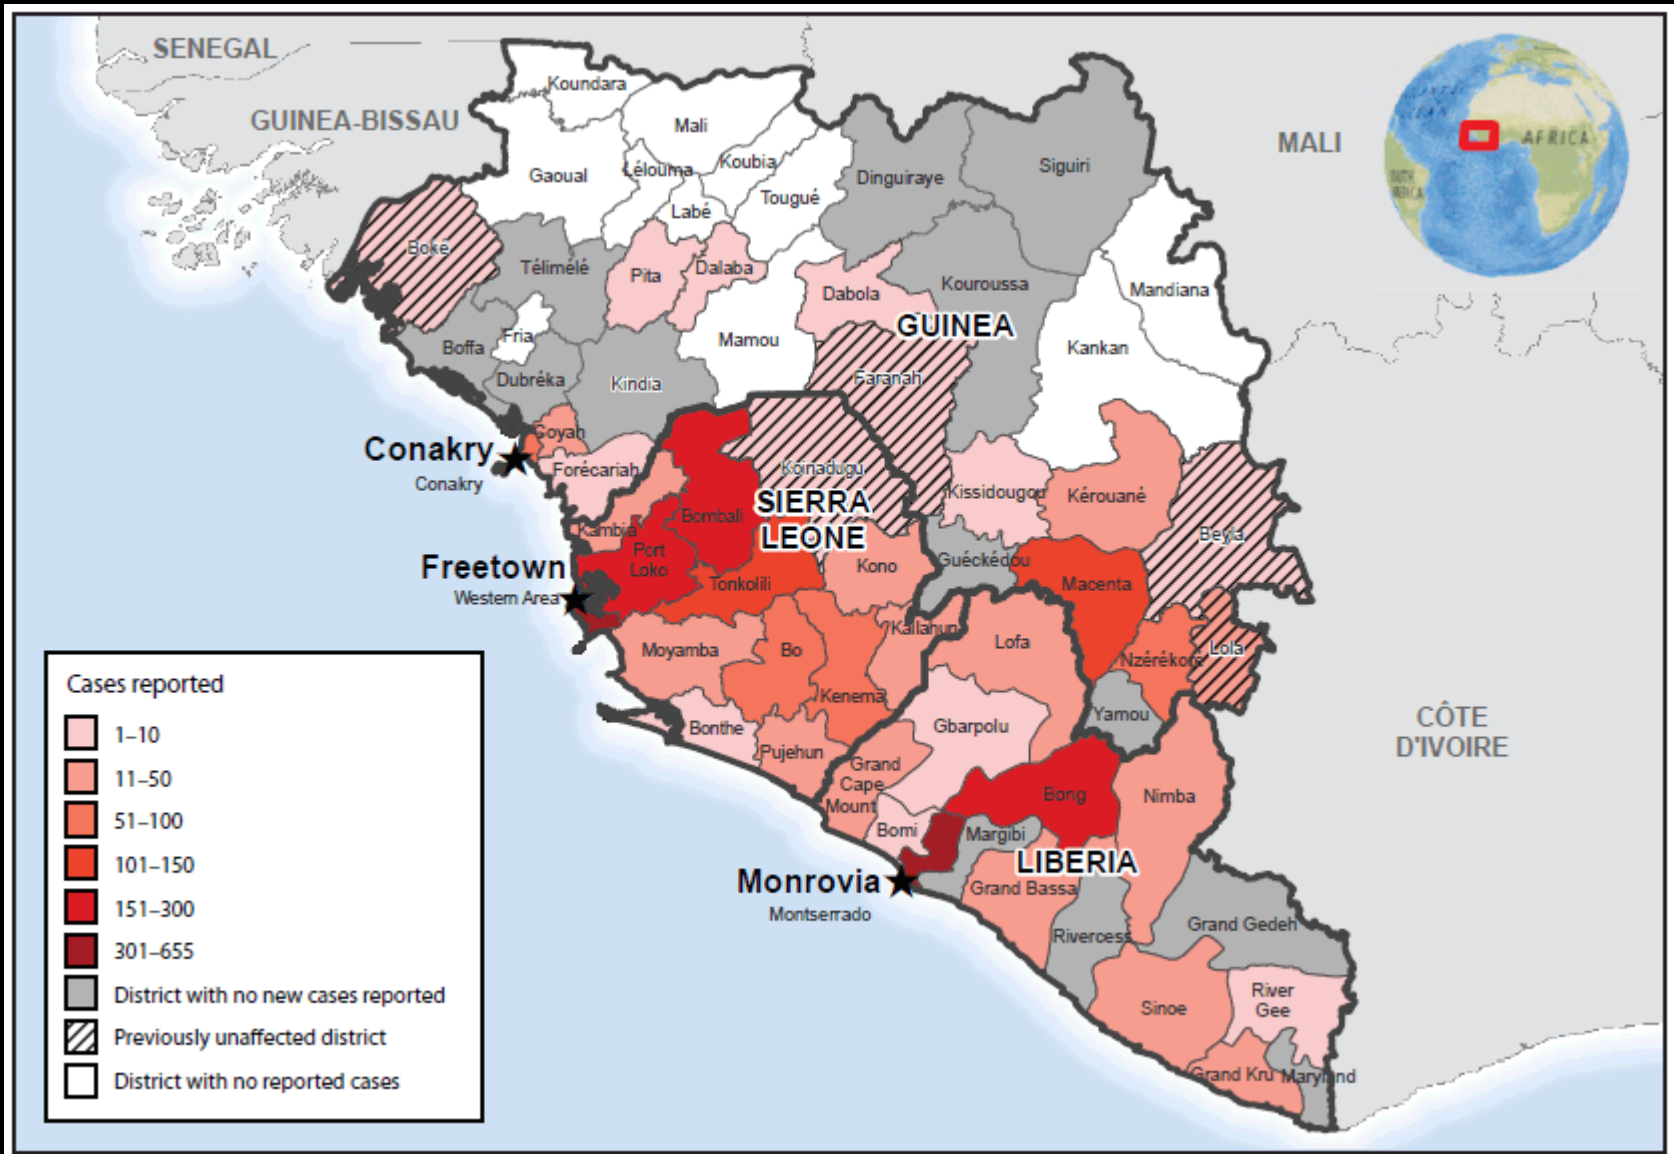 SENEGAL
GUINEA-BISSAU
MALI
CÔTE
D'IVOIRE
AFRICA
Koundara
Mali
Gaoual
Lélouma
Koubia
Labé
Tougué
Dinguiraye
Siguiri
Boké
Télimélé
Pita
Dalaba
Dabola
Kouroussa
Mandiana
GUINEA
Fria
Boffa
Mamou
Kankan
Dubréka
Kindia
Faranah
Coyah
Conakry
Conakry
Forécariah
Koinadugu
Kissidougou
Kérouané
SIERRA
LEONE
Kambia
Bombali
Beyla
Port
Loko
Kono
Guéckédou
Freetown
Western Area
Tonkolili
Macenta
Moyamba
Bo
Kailahun
Lofa
Nzérékoré
Lola
Kenema
Bonthe
Gbarpolu
Yamou
Pujehun
Grand
Cape
Mount
Bong
Nimba
Bomi
Margibi
LIBERIA
Monrovia
Montserrado
Grand Bassa
Rivercess
Grand Gedeh
Sinoe
River
Gee
Grand Kru
Maryland
Cases reported
1–10
11–50
51–100
101–150
151–300
301–655
District with no new cases reported
Previously unaffected district
District with no reported cases